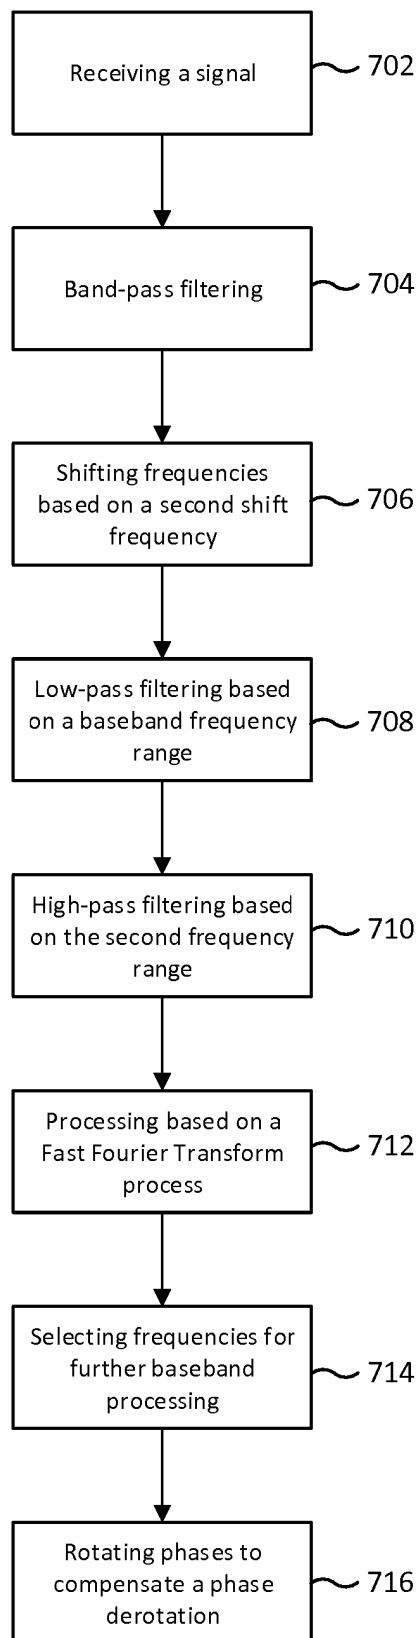 Receiving a signal
702
Band-pass filtering
704
Shifting frequencies
based on a second shift
frequency
706
Low-pass filtering based
on a baseband frequency
range
708
High-pass filtering based
on the second frequency
range
710
Processing based on a
Fast Fourier Transform
process
712
Selecting frequencies for
further baseband
processing
714
Rotating phases to
compensate a phase
derotation
716